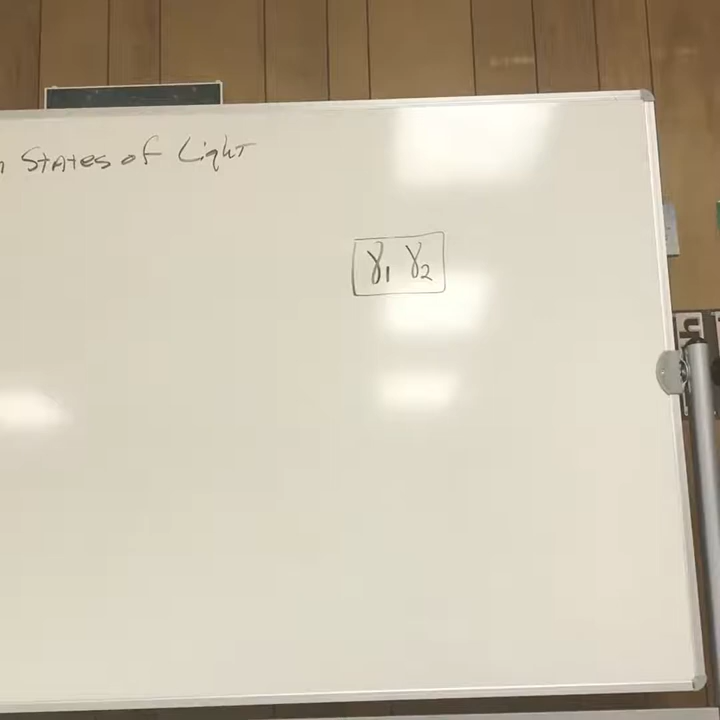 States of Light
γ₁ γ₂